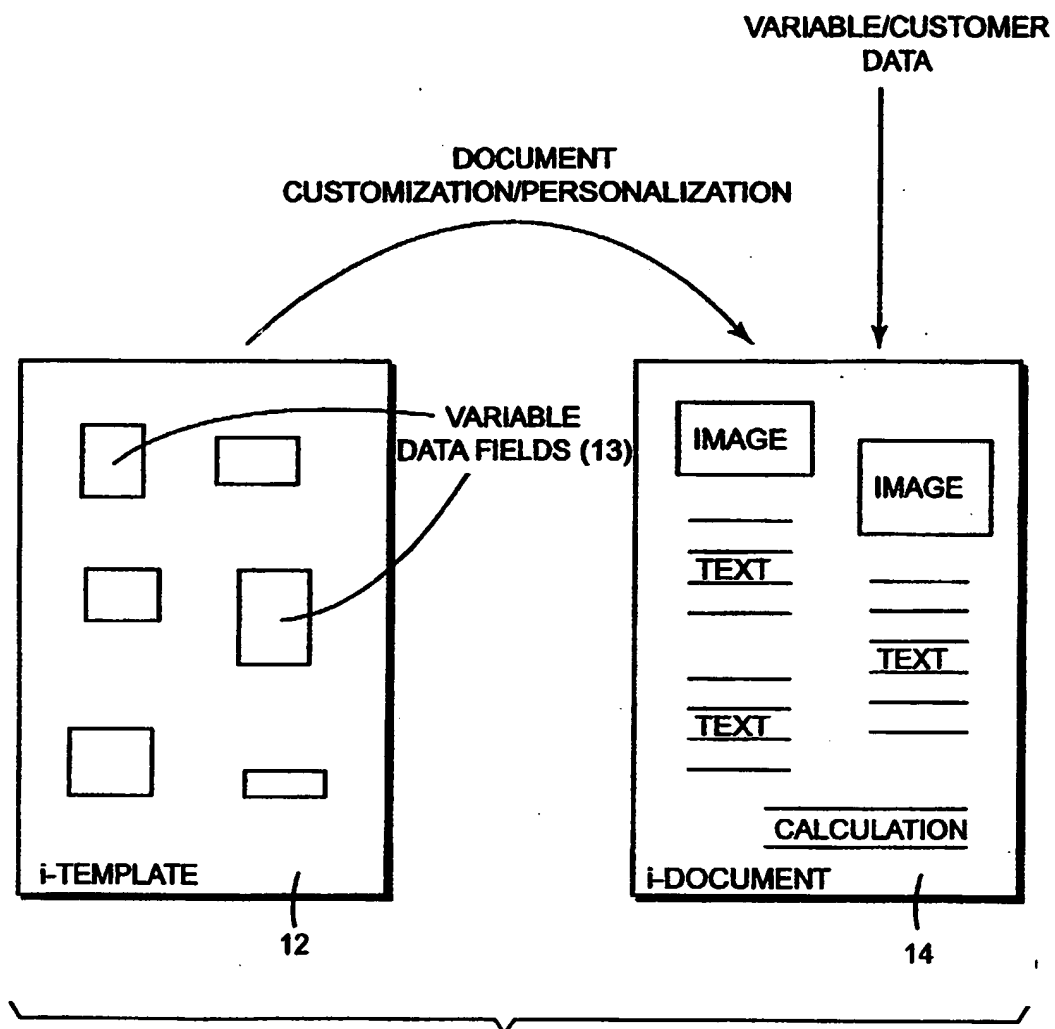 VARIABLE/CUSTOMER
DATA
DOCUMENT
CUSTOMIZATION/PERSONALIZATION
VARIABLE
DATA FIELDS (13)
i-TEMPLATE
12
IMAGE
IMAGE
TEXT
TEXT
TEXT
CALCULATION
i-DOCUMENT
14